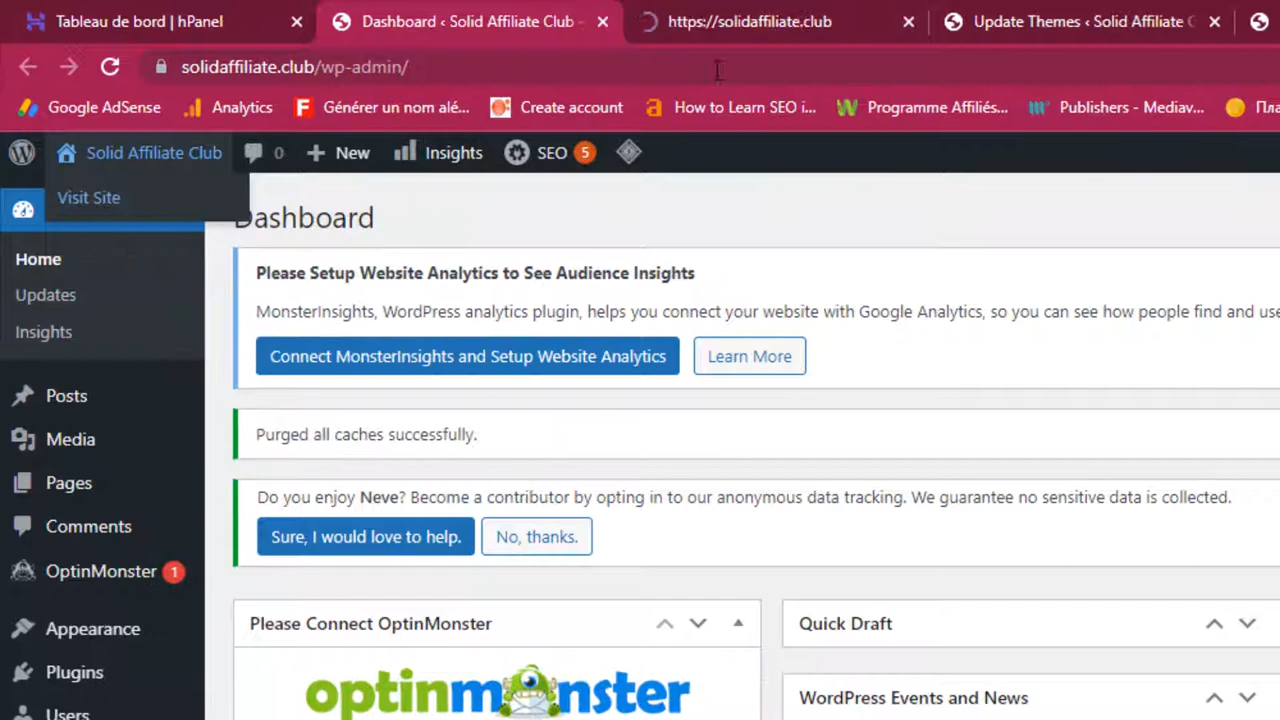 Tableau de bord | hPanel
Dashboard ‹ Solid Affiliate Club -
https://solidaffiliate.club
Update Themes ‹ Solid Affiliate C
solidaffiliate.club/wp-admin/
Google AdSense
Analytics
Générer un nom alé...
Create account
How to Learn SEO i...
Programme Affiliés...
Publishers - Mediav...
Пла
Solid Affiliate Club
0
New
Insights
SEO 5
Visit Site
Dashboard
Home
Updates
Insights
Posts
Media
Pages
Comments
OptinMonster 1
Appearance
Plugins
Users
Please Setup Website Analytics to See Audience Insights
MonsterInsights, WordPress analytics plugin, helps you connect your website with Google Analytics, so you can see how people find and use
Connect MonsterInsights and Setup Website Analytics
Learn More
Purged all caches successfully.
Do you enjoy Neve? Become a contributor by opting in to our anonymous data tracking. We guarantee no sensitive data is collected.
Sure, I would love to help.
No, thanks.
Please Connect OptinMonster
optinmonster
Quick Draft
WordPress Events and News